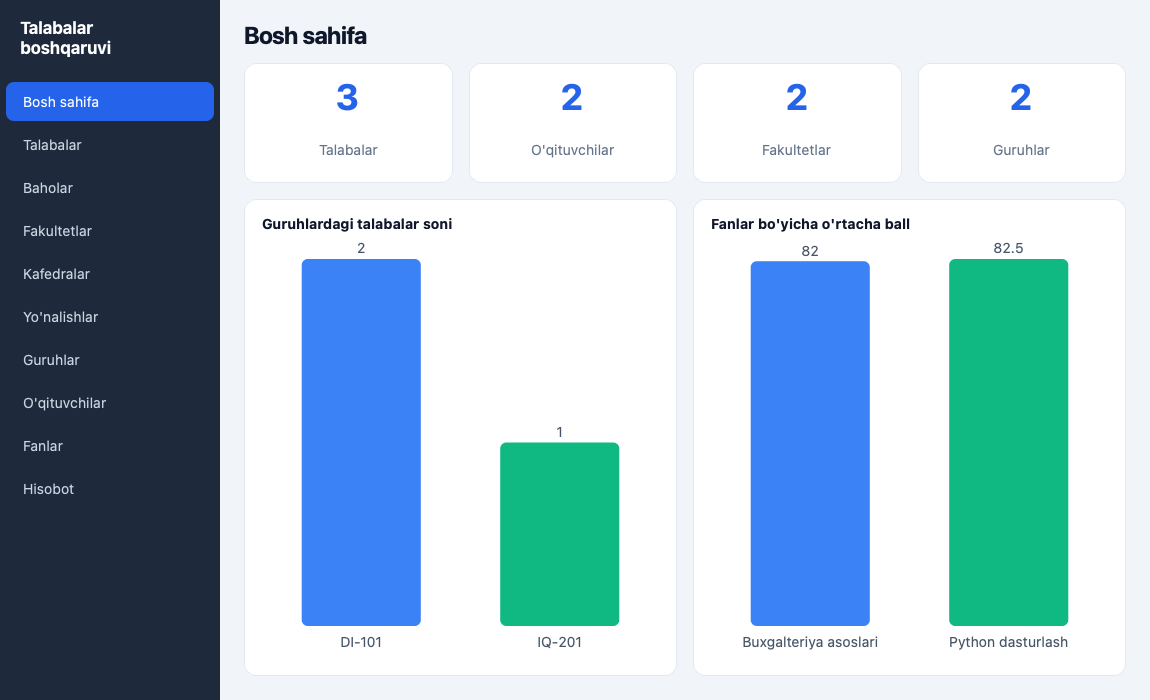 Talabalar
boshqaruvi
Bosh sahifa
Talabalar
Baholar
Fakultetlar
Kafedralar
Yo'nalishlar
Guruhlar
O'qituvchilar
Fanlar
Hisobot
Bosh sahifa
3
Talabalar
2
O'qituvchilar
2
Fakultetlar
2
Guruhlar
Guruhlardagi talabalar soni
2
1
DI-101
IQ-201
Fanlar bo'yicha o'rtacha ball
82
82.5
Buxgalteriya asoslari
Python dasturlash